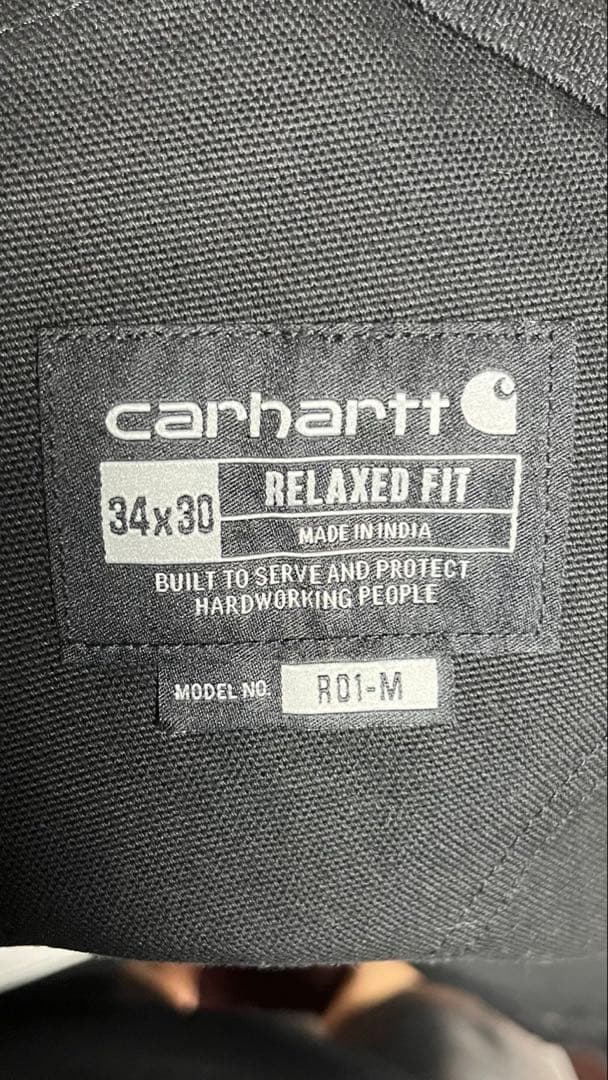 carhartt
34x30
RELAXED FIT
MADE IN INDIA
BUILT TO SERVE AND PROTECT
HARDWORKING PEOPLE
MODEL NO. R01-M